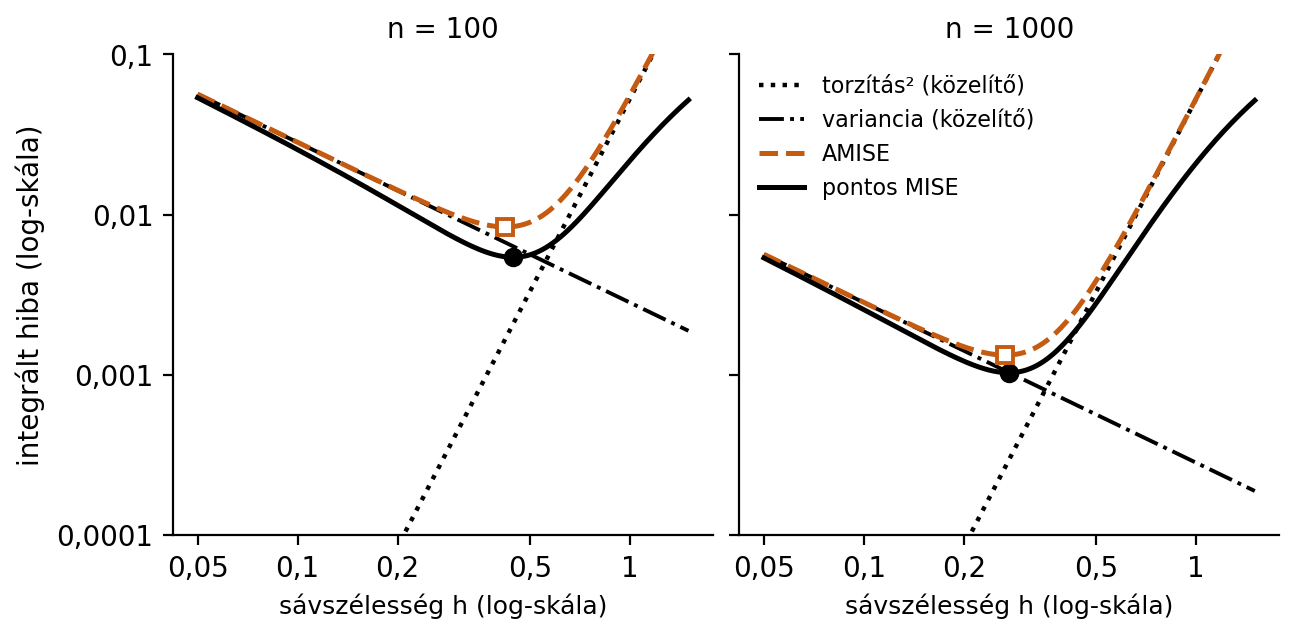 n = 100
n = 1000
integrált hiba (log-skála)
0,1
0,01
0,001
0,0001
0,05 0,1 0,2 0,5 1
sávszélesség h (log-skála)
torzítás² (közelítő)
variancia (közelítő)
AMISE
pontos MISE
0,05 0,1 0,2 0,5 1
sávszélesség h (log-skála)